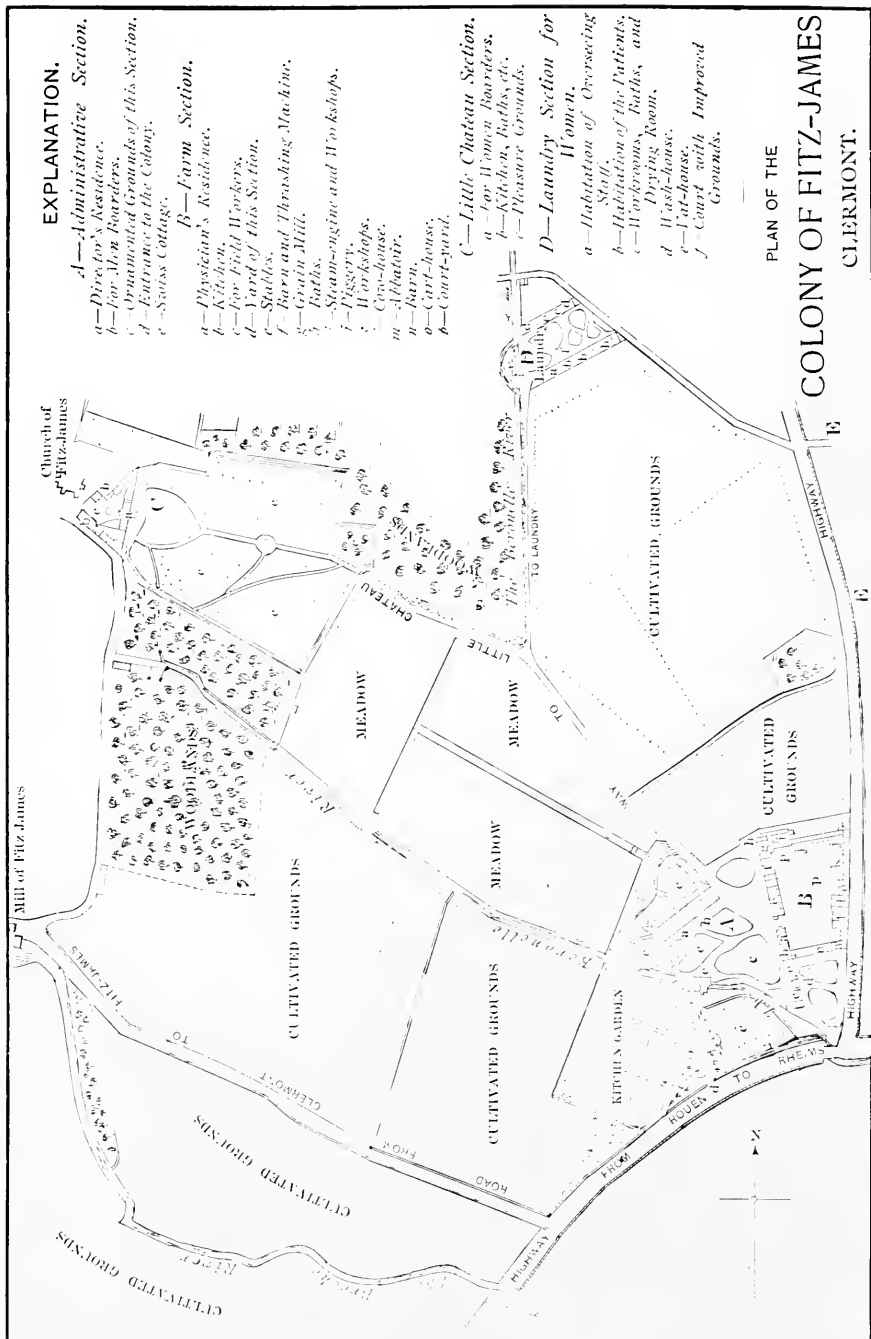 EXPLANATION.
A—Administrative Section.
a—Director's Residence.
b—For Men Boarders.
c—Ornamented Grounds of this Section.
d—Entrance to the Colony.
e—Swiss Cottage.
B—Farm Section.
a—Physician's Residence.
b—Kitchen.
c—For Field Workers.
d—Yard of this Section.
e—Stables.
f—Barn and Thrashing Machine.
g—Grain Mill.
h—Baths.
i—Steam-engine and Workshops.
j—Piggery.
Workshops.
Cow-house.
m—Abbatoir.
n—Barn.
o—Cart-house.
p—Court-yard.
C—Little Chateau Section.
a—For Women Boarders.
b—Kitchen, Baths, etc.
c—Pleasure Grounds.
D—Laundry Section for
Women.
a—Habitation of Overseeing
Staff.
b—Habitation of the Patients.
c—Workrooms, Baths, and
Drying Room.
d Wash-house.
e—Vat-house.
f—Court with Improved
Grounds.
PLAN OF THE
COLONY OF FITZ-JAMES
CLERMONT.
Church of
Fitz-James
Mill of Fitz James
WOODLANDS
C
WOODLANDS
River
MEADOW
LITTLE CHATEAU
The Beronelle River
TO LAUNDRY
D
Laundry
CULTIVATED GROUNDS
MEADOW
WAY TO
MEADOW
Beronelle
CULTIVATED GROUNDS
CULTIVATED GROUNDS
KITCHEN GARDEN
CULTIVATED
GROUNDS
A
B
p
HIGHWAY
HIGHWAY
E
E
ROAD FROM CLERMONT TO FITZ-JAMES
CULTIVATED GROUNDS
CULTIVATED GROUNDS
River
HIGHWAY FROM ROUEN TO RHEIMS
N